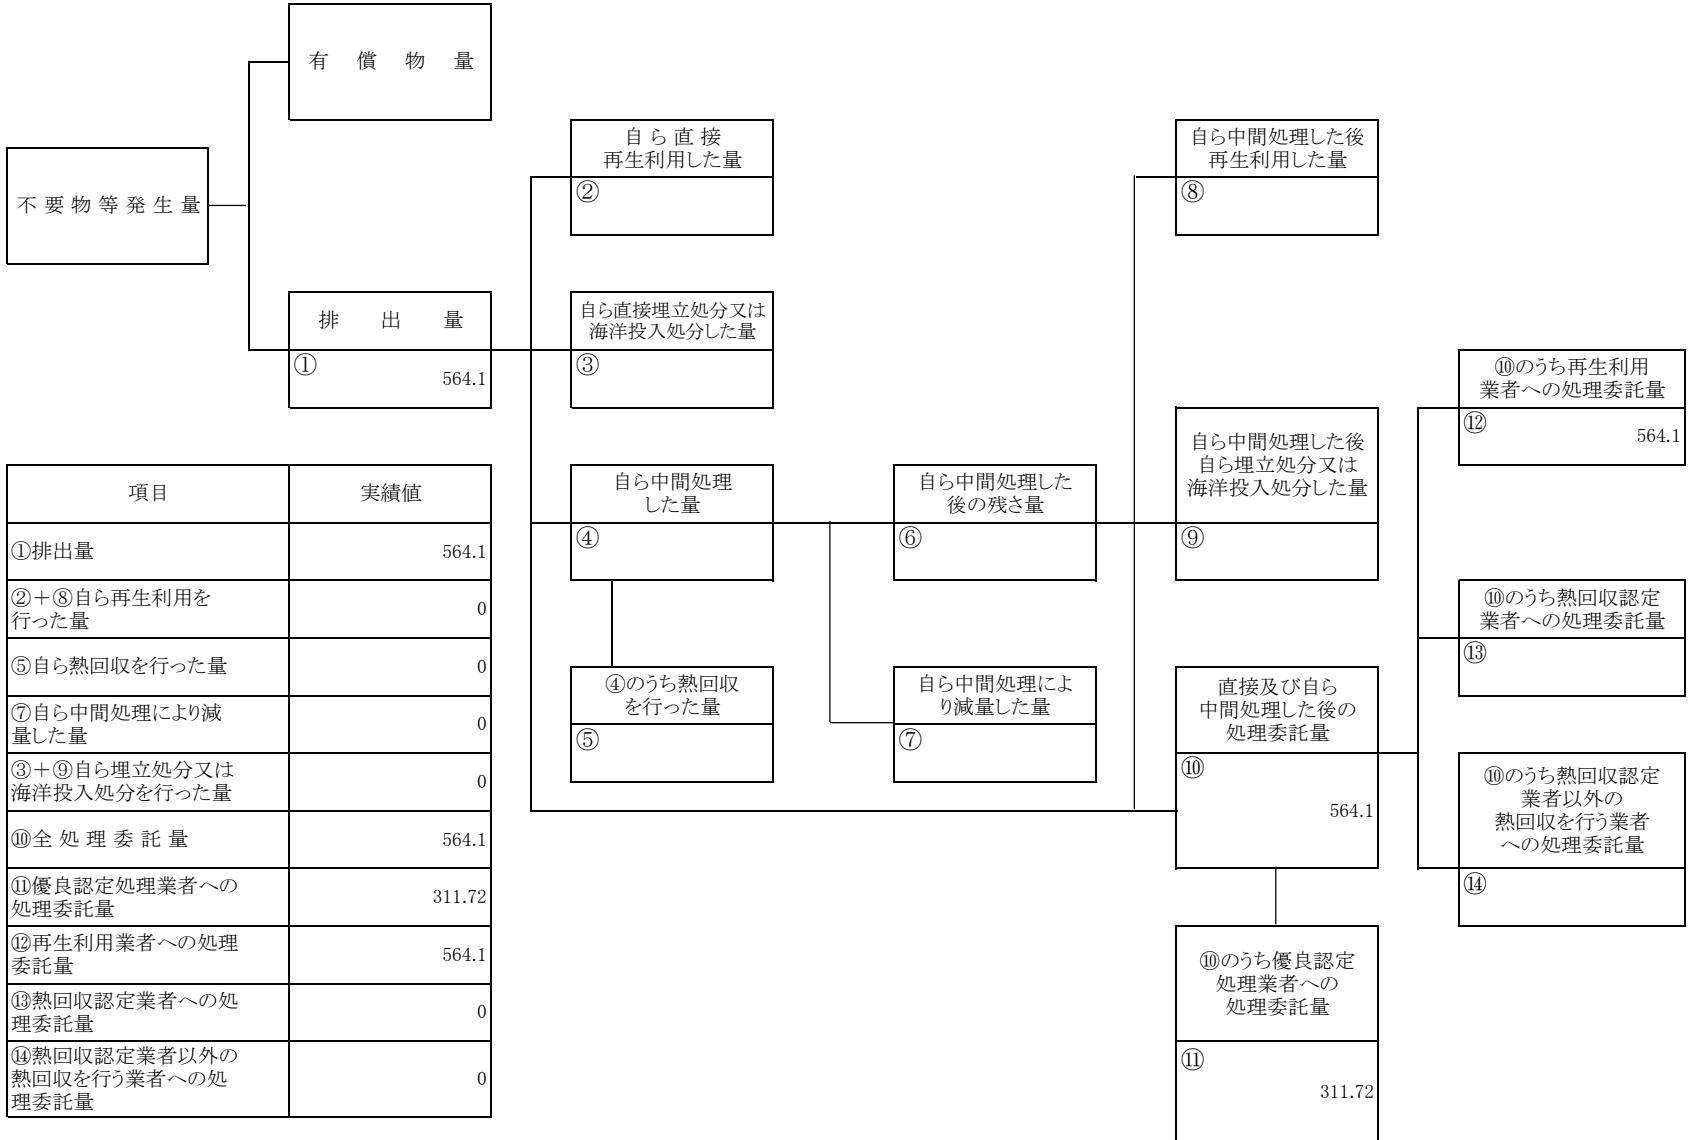 有償物量
不要物等発生量
排出量
①
564.1
自ら直接
再生利用した量
②
自ら直接埋立処分又は
海洋投入処分した量
③
自ら中間処理
した量
④
④のうち熱回収
を行った量
⑤
自ら中間処理した
後の残さ量
⑥
自ら中間処理によ
り減量した量
⑦
自ら中間処理した後
再生利用した量
⑧
自ら中間処理した後
自ら埋立処分又は
海洋投入処分した量
⑨
直接及び自ら
中間処理した後の
処理委託量
⑩
564.1
⑩のうち優良認定
処理業者への
処理委託量
⑪
311.72
⑩のうち再生利用
業者への処理委託量
⑫
564.1
⑩のうち熱回収認定
業者への処理委託量
⑬
⑩のうち熱回収認定
業者以外の
熱回収を行う業者
への処理委託量
⑭
項目 実績値
①排出量 564.1
②+⑧自ら再生利用を
行った量 0
⑤自ら熱回収を行った量 0
⑦自ら中間処理により減
量した量 0
③+⑨自ら埋立処分又は
海洋投入処分を行った量 0
⑩全処理委託量 564.1
⑪優良認定処理業者への
処理委託量 311.72
⑫再生利用業者への処理
委託量 564.1
⑬熱回収認定業者への処
理委託量 0
⑭熱回収認定業者以外の
熱回収を行う業者への処
理委託量 0